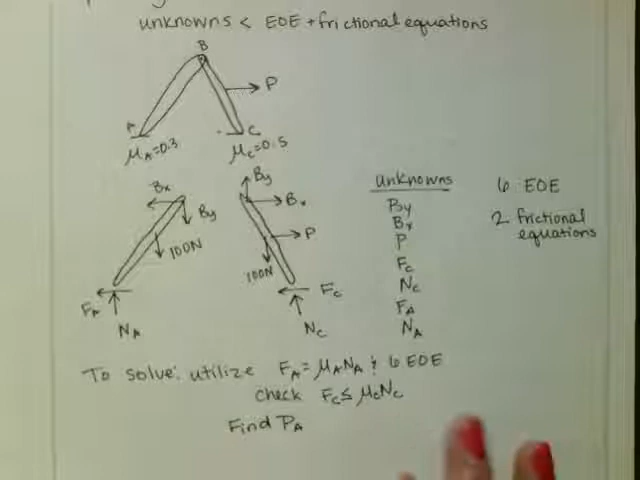 unknowns < EOE + frictional equations
B
P
A
C
μA=0.3
μC=0.5
Bx
By
100N
FA
NA
By
Bx
P
100N
Fc
Nc
Unknowns
By
Bx
P
Fc
Nc
FA
NA
6 EOE
2 frictional
equations
To solve: utilize FA = μANA & 6 EOE
check Fc ≤ μcNc
Find PA